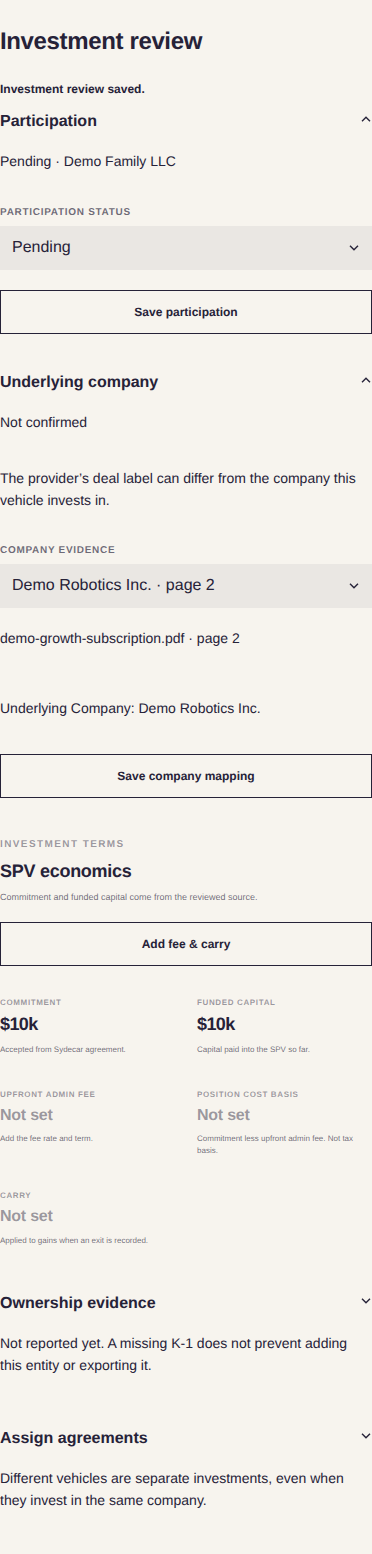 Investment review
Investment review saved.
Participation
Pending · Demo Family LLC
PARTICIPATION STATUS
Pending
Save participation
Underlying company
Not confirmed
The provider’s deal label can differ from the company this
vehicle invests in.
COMPANY EVIDENCE
Demo Robotics Inc. · page 2
demo-growth-subscription.pdf · page 2
Underlying Company: Demo Robotics Inc.
Save company mapping
INVESTMENT TERMS
SPV economics
Commitment and funded capital come from the reviewed source.
Add fee & carry
COMMITMENT
$10k
Accepted from Sydecar agreement.
FUNDED CAPITAL
$10k
Capital paid into the SPV so far.
UPFRONT ADMIN FEE
Not set
Add the fee rate and term.
POSITION COST BASIS
Not set
Commitment less upfront admin fee. Not tax
basis.
CARRY
Not set
Applied to gains when an exit is recorded.
Ownership evidence
Not reported yet. A missing K-1 does not prevent adding
this entity or exporting it.
Assign agreements
Different vehicles are separate investments, even when
they invest in the same company.